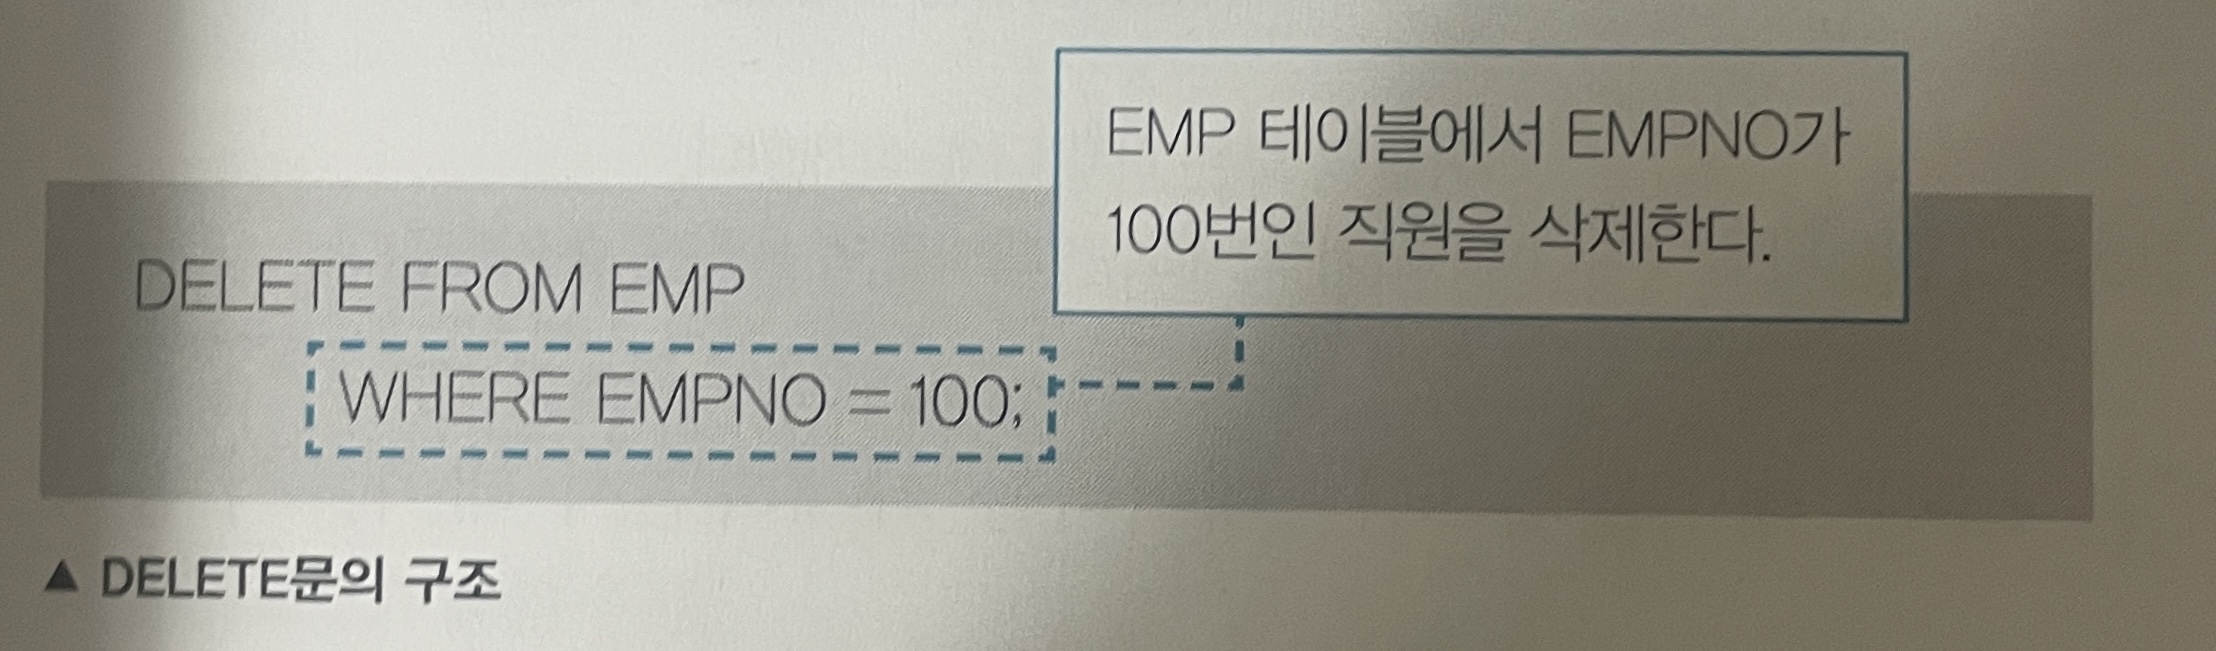 EMP 테이블에서 EMPNO가
100번인 직원을 삭제한다.
DELETE FROM EMP
WHERE EMPNO = 100;
▲ DELETE문의 구조